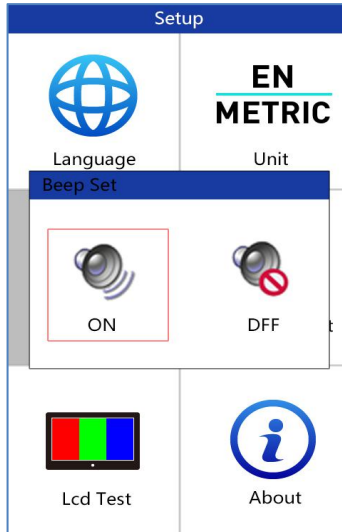 Setup
EN
METRIC
Language
Unit
Beep Set
ON
DFF
t
Lcd Test
About